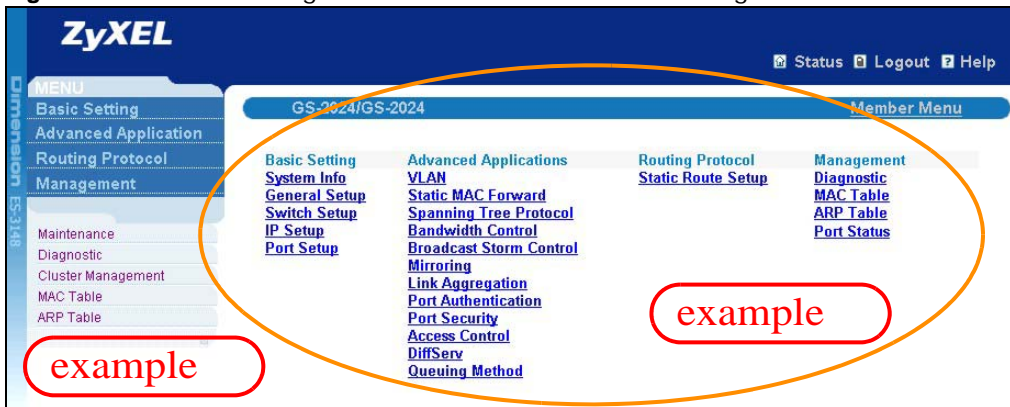 ZyXEL
Status Logout Help
Dimension ES-3148
MENU
Basic Setting
Advanced Application
Routing Protocol
Management
Maintenance
Diagnostic
Cluster Management
MAC Table
ARP Table
example
GS-2024/GS-2024 Member Menu
Basic Setting
System Info
General Setup
Switch Setup
IP Setup
Port Setup
Advanced Applications
VLAN
Static MAC Forward
Spanning Tree Protocol
Bandwidth Control
Broadcast Storm Control
Mirroring
Link Aggregation
Port Authentication
Port Security
Access Control
DiffServ
Queuing Method
Routing Protocol
Static Route Setup
Management
Diagnostic
MAC Table
ARP Table
Port Status
example